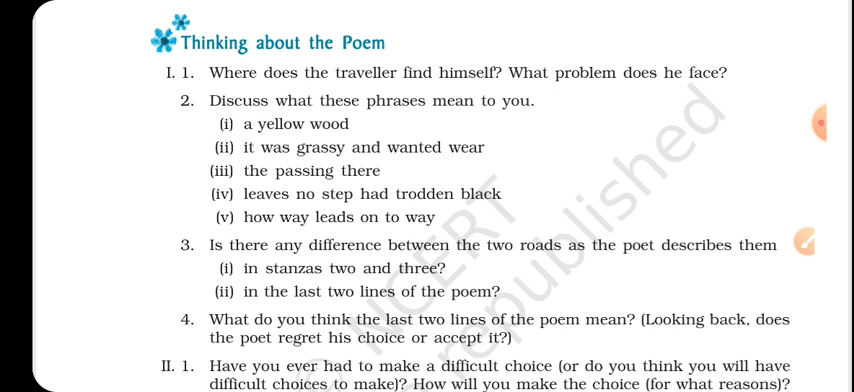 Thinking about the Poem
I. 1. Where does the traveller find himself? What problem does he face?
2. Discuss what these phrases mean to you.
(i) a yellow wood
(ii) it was grassy and wanted wear
(iii) the passing there
(iv) leaves no step had trodden black
(v) how way leads on to way
3. Is there any difference between the two roads as the poet describes them
(i) in stanzas two and three?
(ii) in the last two lines of the poem?
4. What do you think the last two lines of the poem mean? (Looking back, does
the poet regret his choice or accept it?)
II. 1. Have you ever had to make a difficult choice (or do you think you will have
difficult choices to make)? How will you make the choice (for what reasons)?
© NCERT
republished